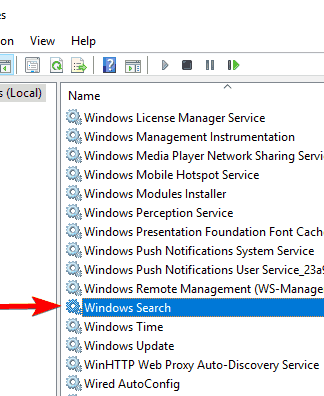 es
on View Help
s (Local)
Name
Windows License Manager Service
Windows Management Instrumentation
Windows Media Player Network Sharing Serv
Windows Mobile Hotspot Service
Windows Modules Installer
Windows Perception Service
Windows Presentation Foundation Font Cache
Windows Push Notifications System Service
Windows Push Notifications User Service_23a9
Windows Remote Management (WS-Manage
Windows Search
Windows Time
Windows Update
WinHTTP Web Proxy Auto-Discovery Service
Wired AutoConfig